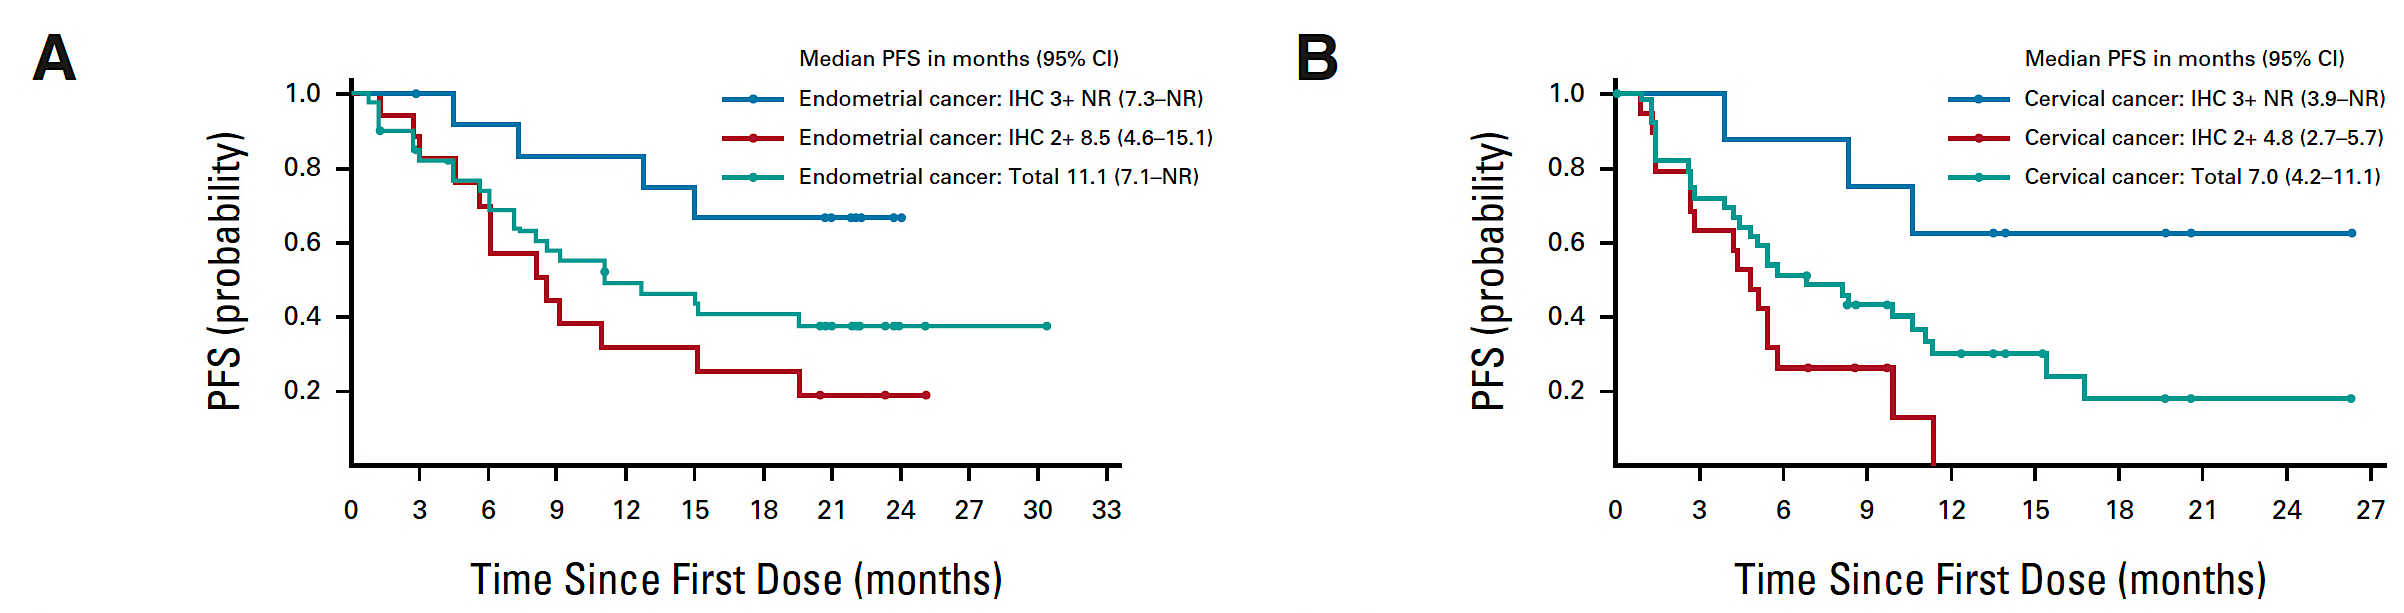 A
Median PFS in months (95% CI)
Endometrial cancer: IHC 3+ NR (7.3–NR)
Endometrial cancer: IHC 2+ 8.5 (4.6–15.1)
Endometrial cancer: Total 11.1 (7.1–NR)
PFS (probability)
1.0
0.8
0.6
0.4
0.2
0 3 6 9 12 15 18 21 24 27 30 33
Time Since First Dose (months)
B
Median PFS in months (95% CI)
Cervical cancer: IHC 3+ NR (3.9–NR)
Cervical cancer: IHC 2+ 4.8 (2.7–5.7)
Cervical cancer: Total 7.0 (4.2–11.1)
PFS (probability)
1.0
0.8
0.6
0.4
0.2
0 3 6 9 12 15 18 21 24 27
Time Since First Dose (months)